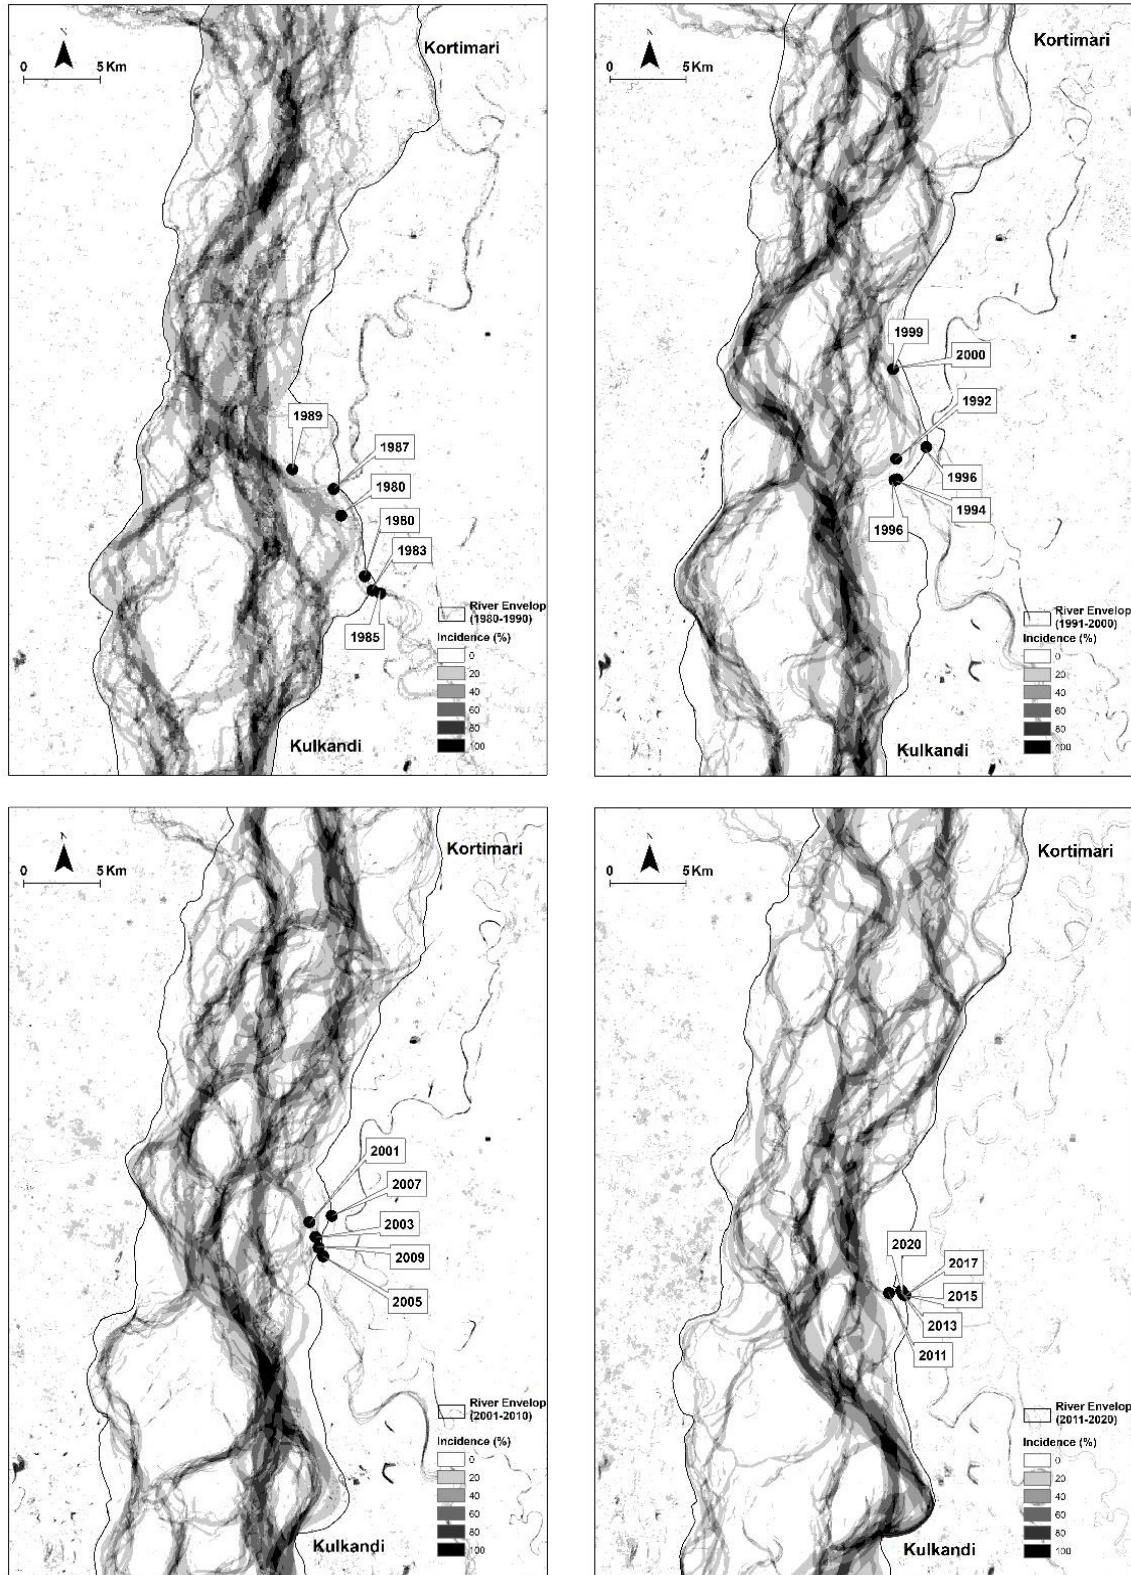 N
Kortimari
0 5 Km
1989
1987
1980
1980
1983
1985
River Envelop
(1980-1990)
Incidence (%)
0
20
40
60
80
100
Kulkandi
N
Kortimari
0 5 Km
1999
2000
1992
1996
1994
1996
River Envelop
(1991-2000)
Incidence (%)
0
20
40
60
80
100
Kulkandi
N
Kortimari
0 5 Km
2001
2007
2003
2009
2005
River Envelop
(2001-2010)
Incidence (%)
0
20
40
60
80
100
Kulkandi
N
Kortimari
0 5 Km
2020
2017
2015
2013
2011
River Envelop
(2011-2020)
Incidence (%)
0
20
40
60
80
100
Kulkandi